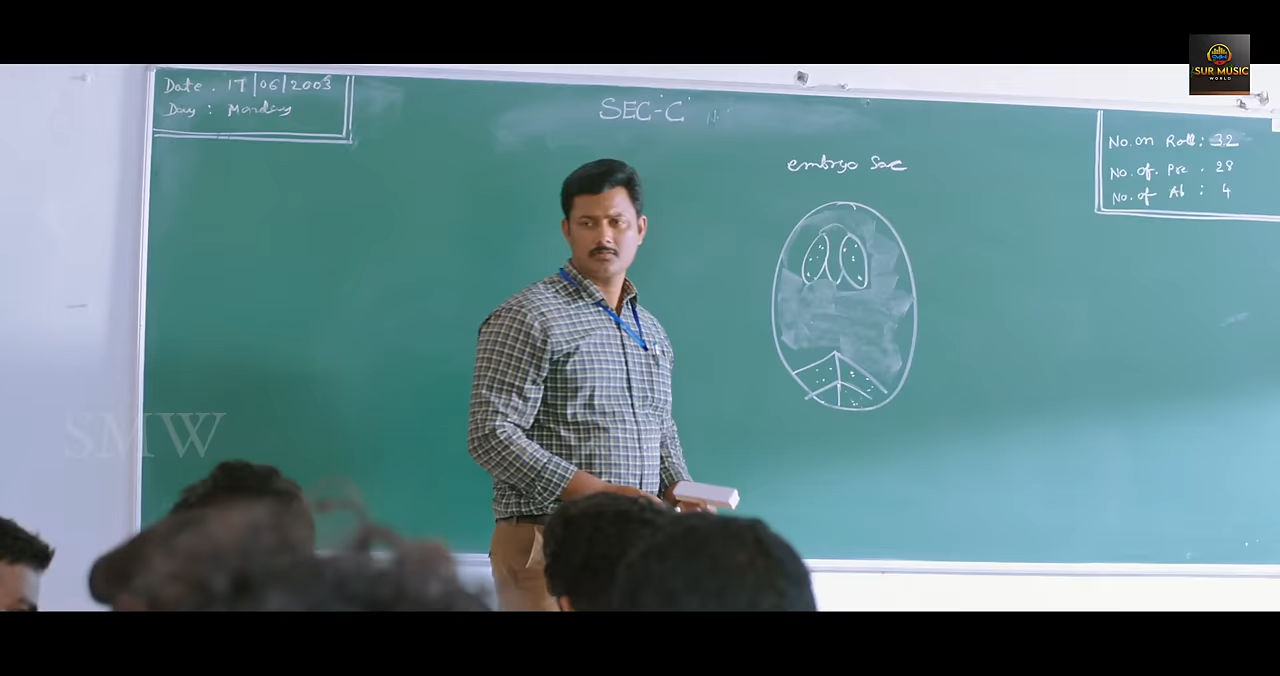 Date . 17/06/2003
Day : Monday
SEC-C
embryo Sac
No.on Roll : 32
No.of. Pre . 28
No.of Ab : 4
SUR MUSIC
WORLD
SMW